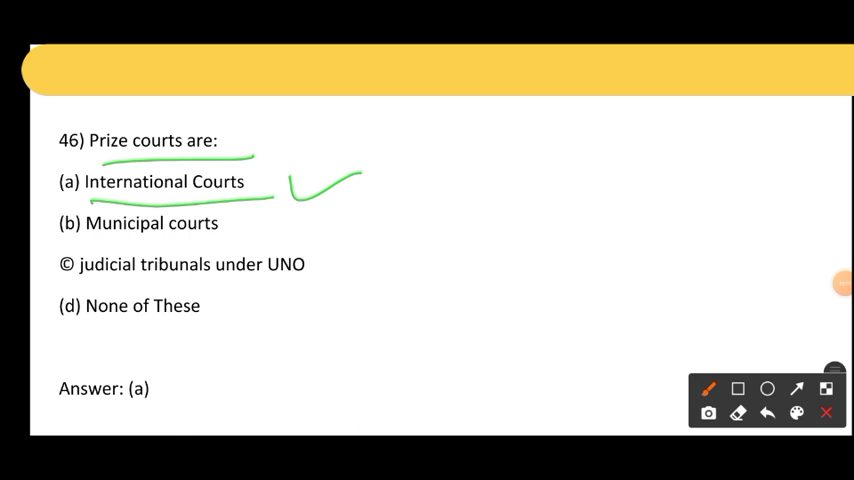 46) Prize courts are:
(a) International Courts
(b) Municipal courts
© judicial tribunals under UNO
(d) None of These
Answer: (a)